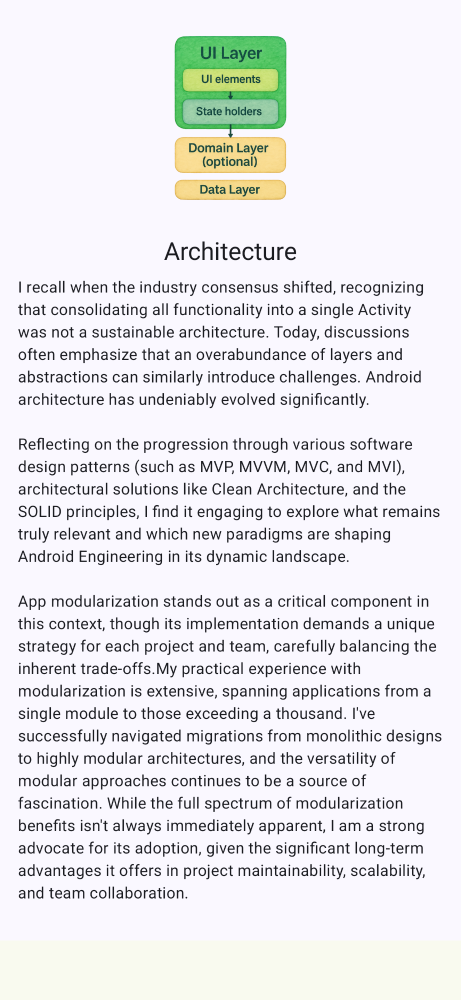 UI Layer
UI elements
State holders
Domain Layer
(optional)
Data Layer
Architecture
I recall when the industry consensus shifted, recognizing
that consolidating all functionality into a single Activity
was not a sustainable architecture. Today, discussions
often emphasize that an overabundance of layers and
abstractions can similarly introduce challenges. Android
architecture has undeniably evolved significantly.
Reflecting on the progression through various software
design patterns (such as MVP, MVVM, MVC, and MVI),
architectural solutions like Clean Architecture, and the
SOLID principles, I find it engaging to explore what remains
truly relevant and which new paradigms are shaping
Android Engineering in its dynamic landscape.
App modularization stands out as a critical component in
this context, though its implementation demands a unique
strategy for each project and team, carefully balancing the
inherent trade-offs.My practical experience with
modularization is extensive, spanning applications from a
single module to those exceeding a thousand. I've
successfully navigated migrations from monolithic designs
to highly modular architectures, and the versatility of
modular approaches continues to be a source of
fascination. While the full spectrum of modularization
benefits isn't always immediately apparent, I am a strong
advocate for its adoption, given the significant long-term
advantages it offers in project maintainability, scalability,
and team collaboration.